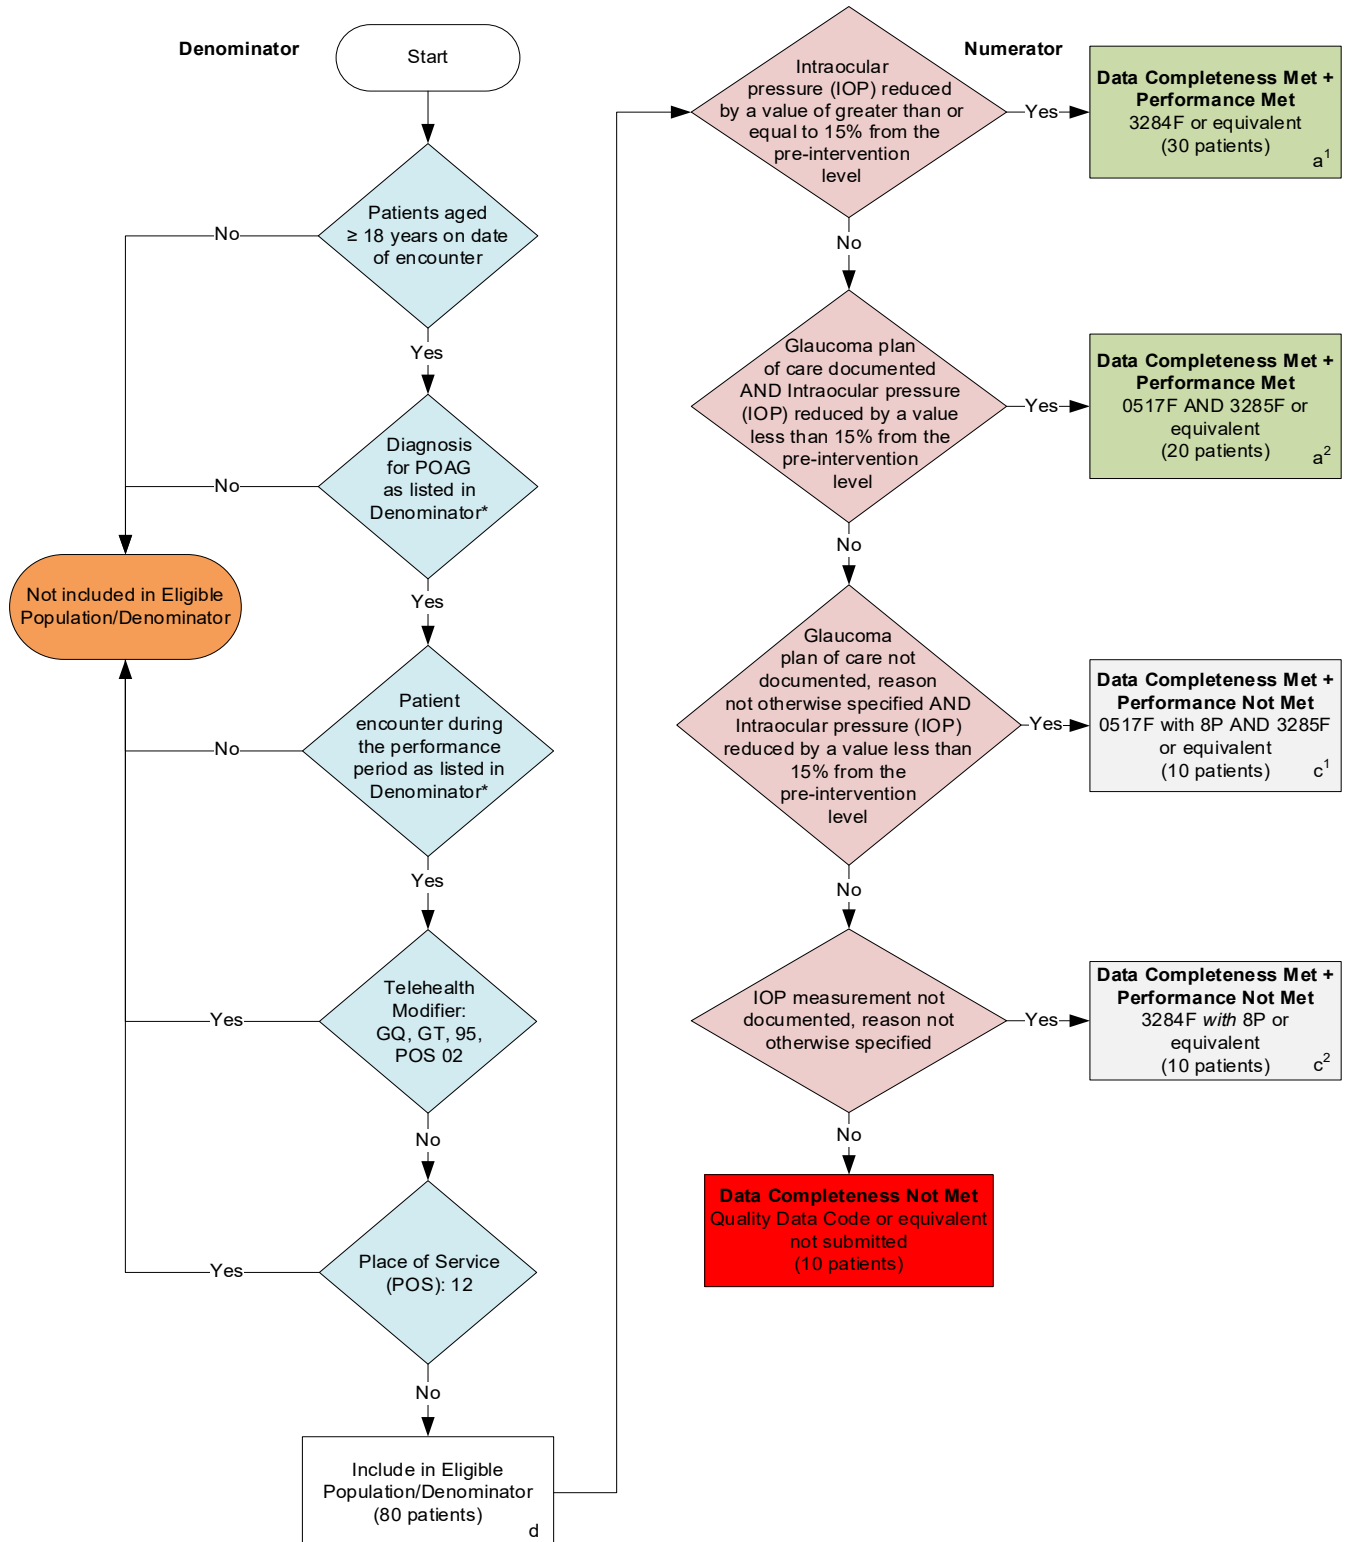 Denominator
Start
Patients aged
≥ 18 years on date
of encounter
No
Yes
Diagnosis
for POAG
as listed in
Denominator*
No
Not included in Eligible
Population/Denominator
Yes
Patient
encounter during
the performance
period as listed in
Denominator*
No
Yes
Telehealth
Modifier:
GQ, GT, 95,
POS 02
Yes
No
Place of Service
(POS): 12
Yes
No
Include in Eligible
Population/Denominator
(80 patients)
d
Numerator
Intraocular
pressure (IOP) reduced
by a value of greater than or
equal to 15% from the
pre-intervention
level
Yes
Data Completeness Met +
Performance Met
3284F or equivalent
(30 patients)
a¹
No
Glaucoma plan
of care documented
AND Intraocular pressure
(IOP) reduced by a value
less than 15% from the
pre-intervention
level
Yes
Data Completeness Met +
Performance Met
0517F AND 3285F or
equivalent
(20 patients)
a²
No
Glaucoma
plan of care not
documented, reason
not otherwise specified AND
Intraocular pressure (IOP)
reduced by a value less than
15% from the
pre-intervention
level
Yes
Data Completeness Met +
Performance Not Met
0517F with 8P AND 3285F
or equivalent
(10 patients)
c¹
No
IOP measurement not
documented, reason not
otherwise specified
Yes
Data Completeness Met +
Performance Not Met
3284F with 8P or
equivalent
(10 patients)
c²
No
Data Completeness Not Met
Quality Data Code or equivalent
not submitted
(10 patients)